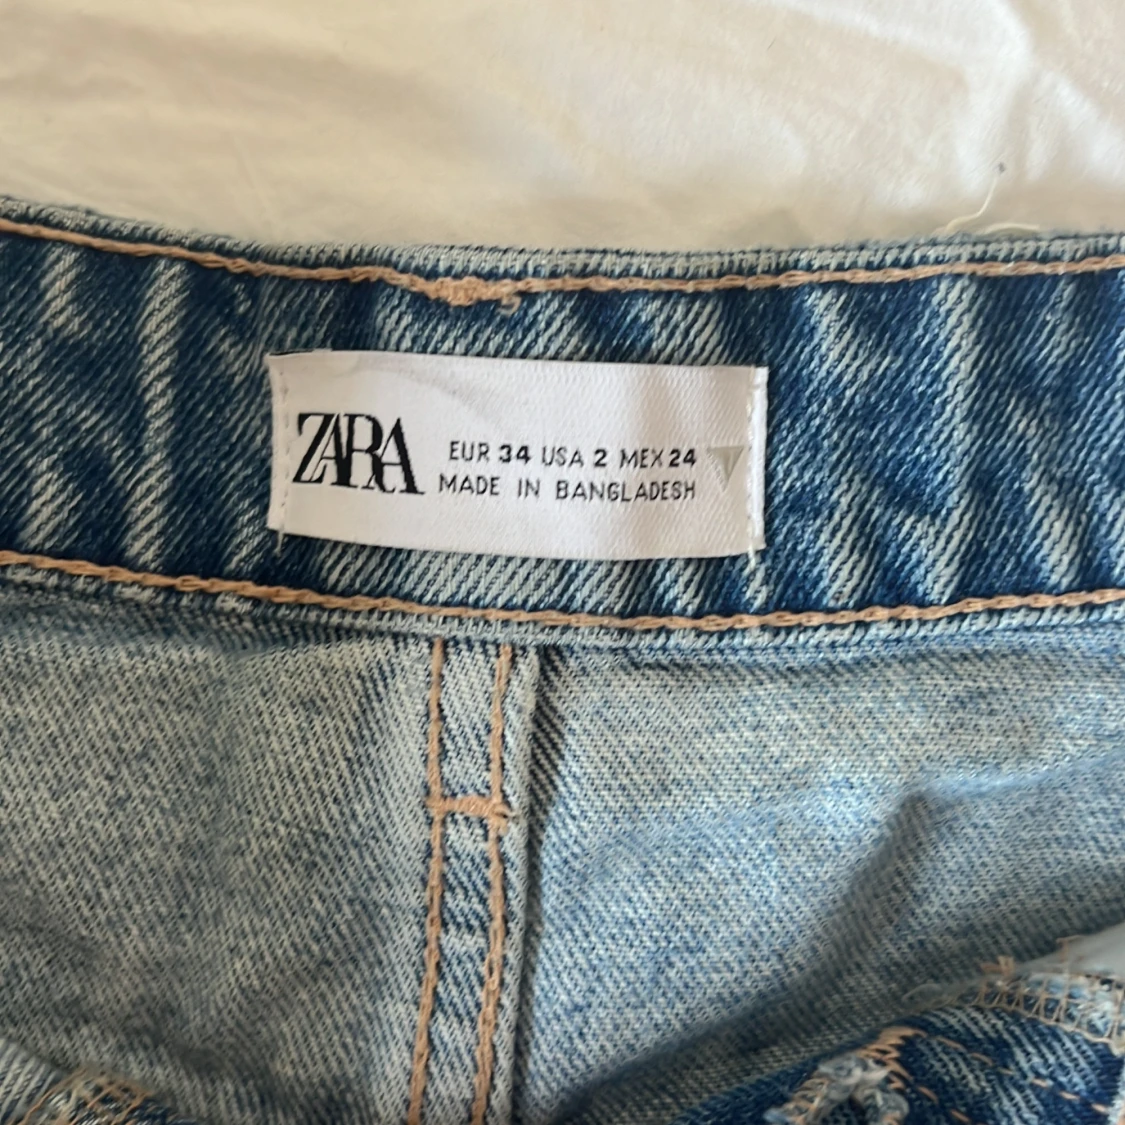 ZARA
EUR 34 USA 2 MEX 24
MADE IN BANGLADESH